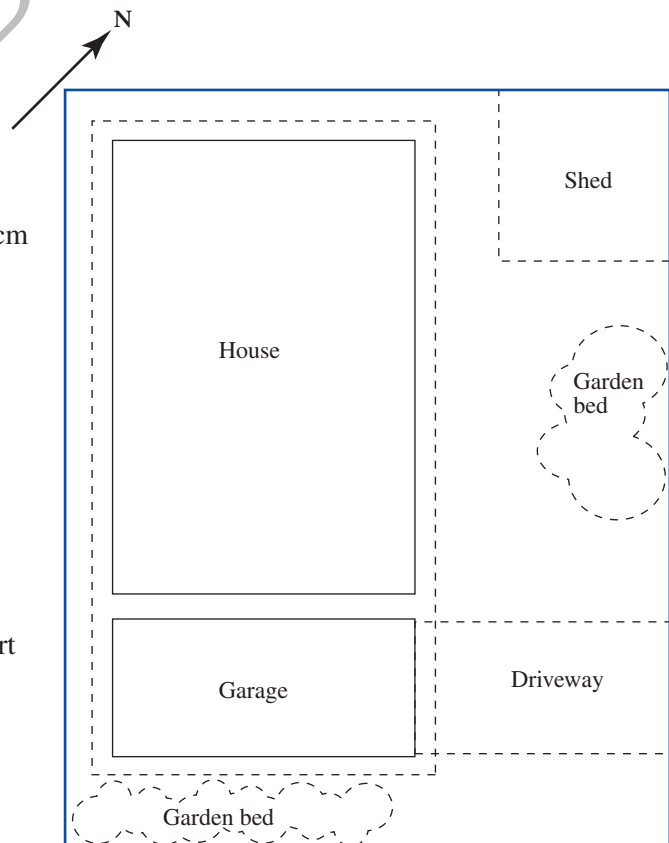 N
Shed
cm
House
Garden
bed
rt
Driveway
Garage
Garden bed